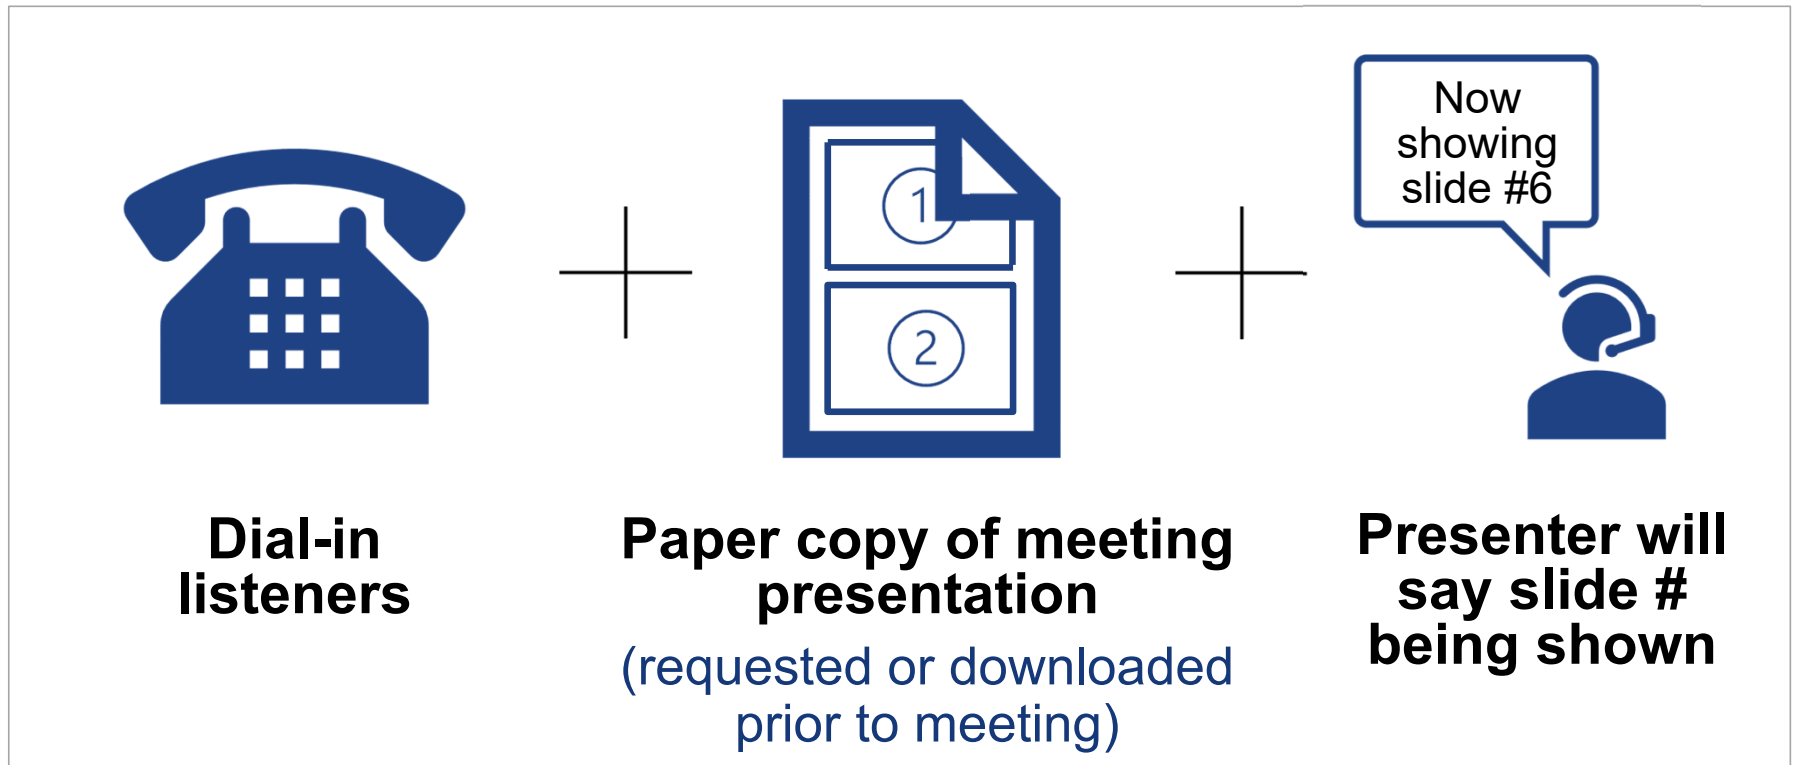 1
2
Now
showing
slide #6
Dial-in
listeners
Paper copy of meeting
presentation
(requested or downloaded
prior to meeting)
Presenter will
say slide #
being shown